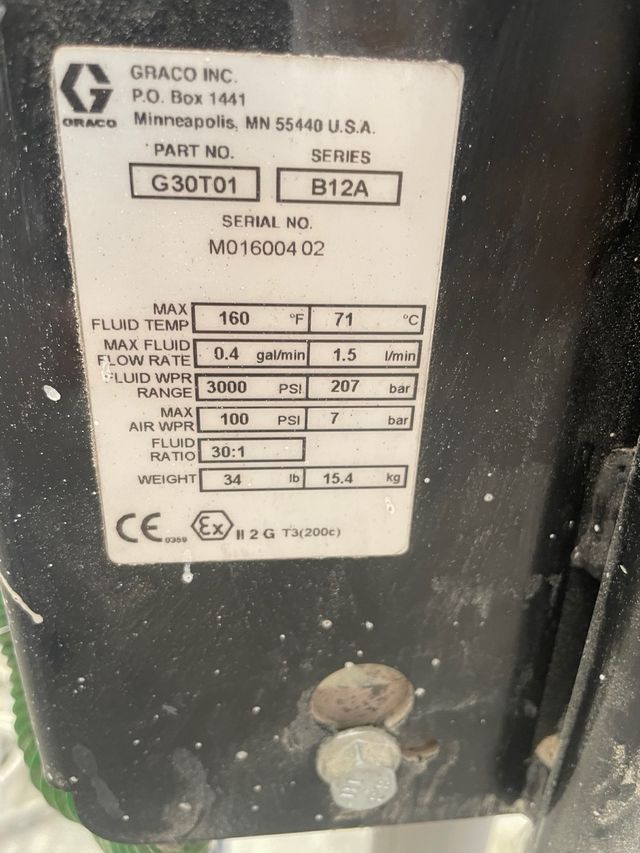 GRACO INC.
P.O. Box 1441
Minneapolis, MN 55440 U.S.A.
GRACO
PART NO. SERIES
G30T01 B12A
SERIAL NO.
M01600402
MAX
FLUID TEMP 160 °F 71 °C
MAX FLUID
FLOW RATE 0.4 gal/min 1.5 l/min
FLUID WPR
RANGE 3000 PSI 207 bar
MAX
AIR WPR 100 PSI 7 bar
FLUID
RATIO 30:1
WEIGHT 34 lb 15.4 kg
CE 0359 Ex II 2 G T3(200c)